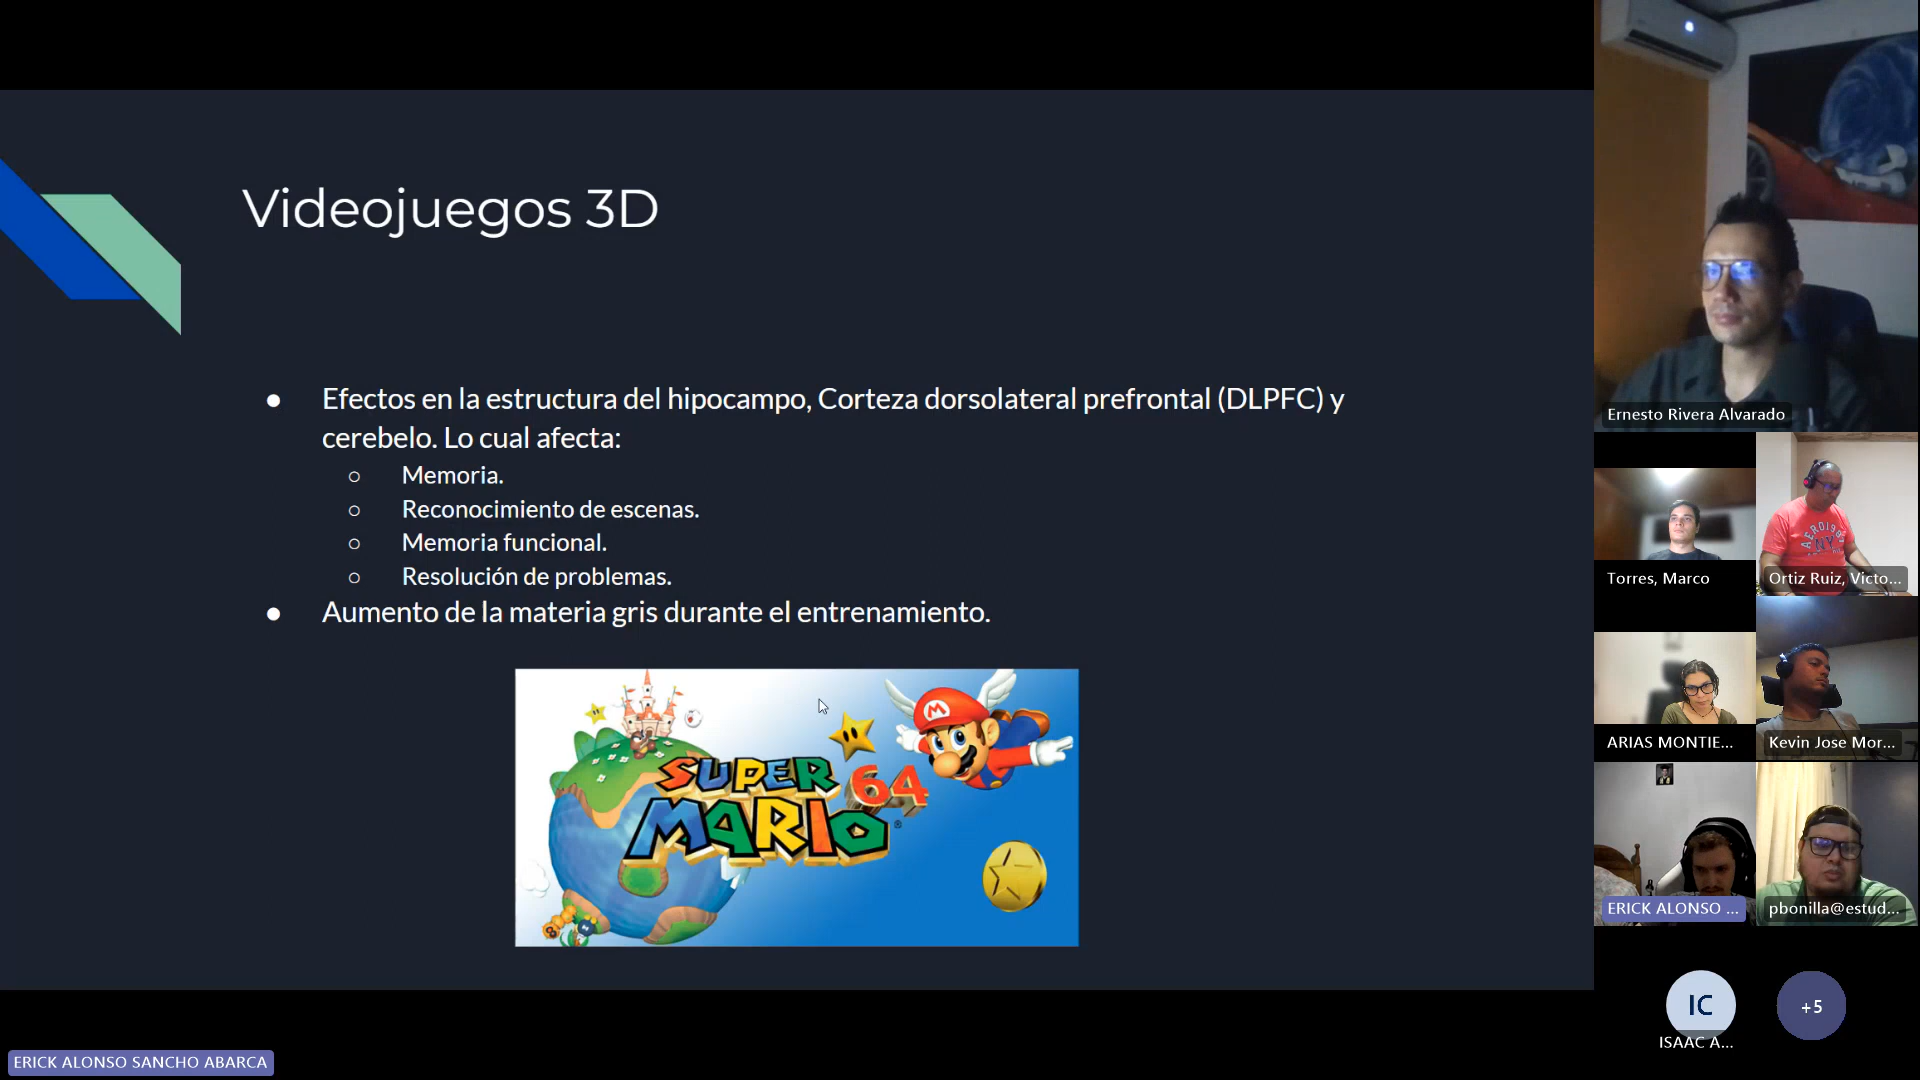 Videojuegos 3D
● Efectos en la estructura del hipocampo, Corteza dorsolateral prefrontal (DLPFC) y
cerebelo. Lo cual afecta:
○ Memoria.
○ Reconocimiento de escenas.
○ Memoria funcional.
○ Resolución de problemas.
● Aumento de la materia gris durante el entrenamiento.
SUPER
MARIO
64
®
M
8
Ernesto Rivera Alvarado
Torres, Marco
Ortiz Ruiz, Victo...
NY
ARIAS MONTIE...
Kevin Jose Mor...
ERICK ALONSO ...
pbonilla@estud...
IC
+5
ISAAC A...
ERICK ALONSO SANCHO ABARCA